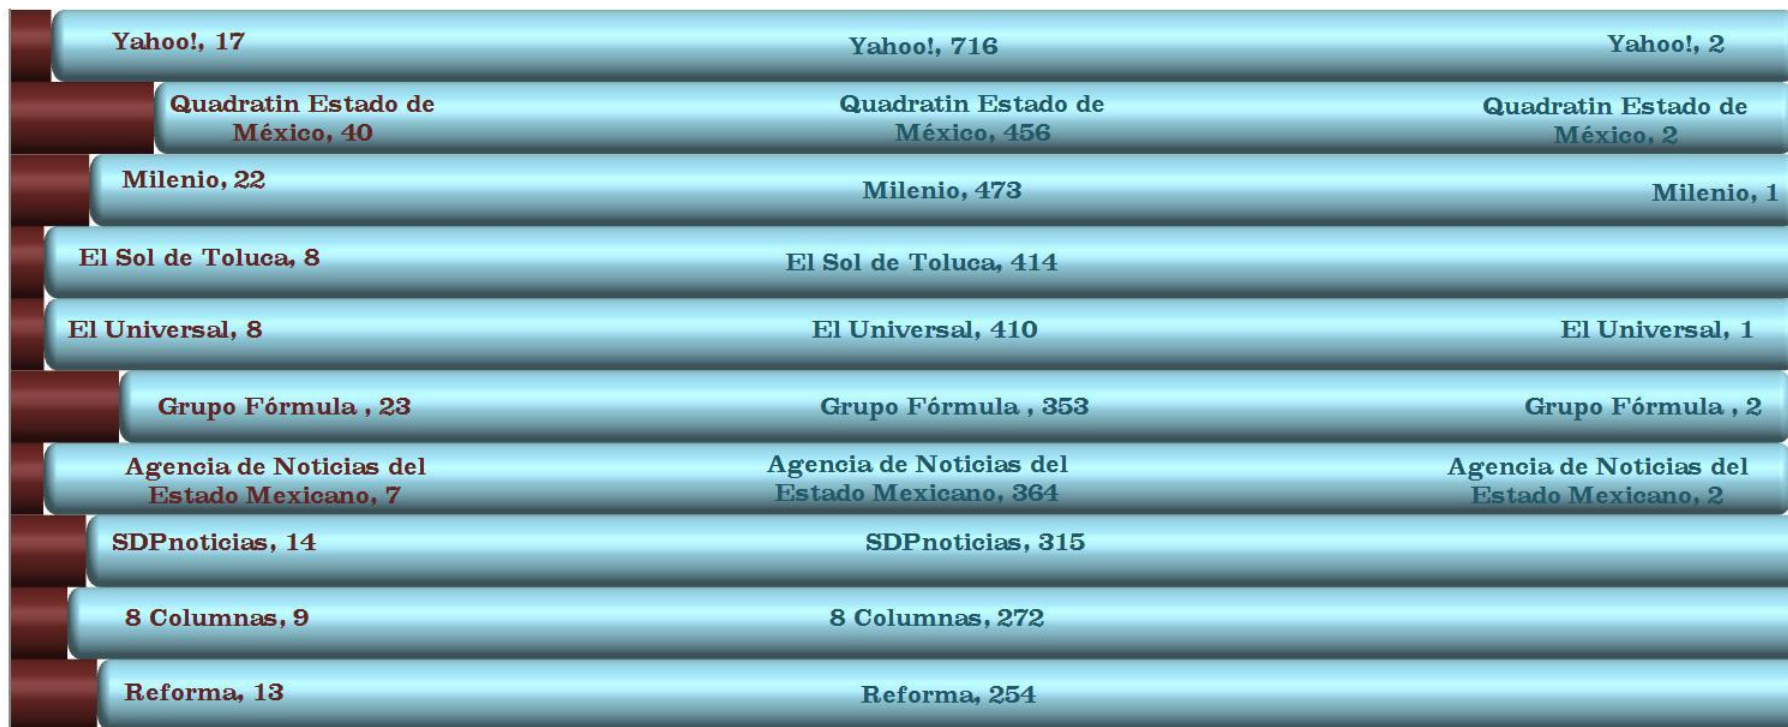 Yahoo!, 17
Yahoo!, 716
Yahoo!, 2
Quadratin Estado de
México, 40
Quadratin Estado de
México, 456
Quadratin Estado de
México, 2
Milenio, 22
Milenio, 473
Milenio, 1
El Sol de Toluca, 8
El Sol de Toluca, 414
El Universal, 8
El Universal, 410
El Universal, 1
Grupo Fórmula , 23
Grupo Fórmula , 353
Grupo Fórmula , 2
Agencia de Noticias del
Estado Mexicano, 7
Agencia de Noticias del
Estado Mexicano, 364
Agencia de Noticias del
Estado Mexicano, 2
SDPnoticias, 14
SDPnoticias, 315
8 Columnas, 9
8 Columnas, 272
Reforma, 13
Reforma, 254